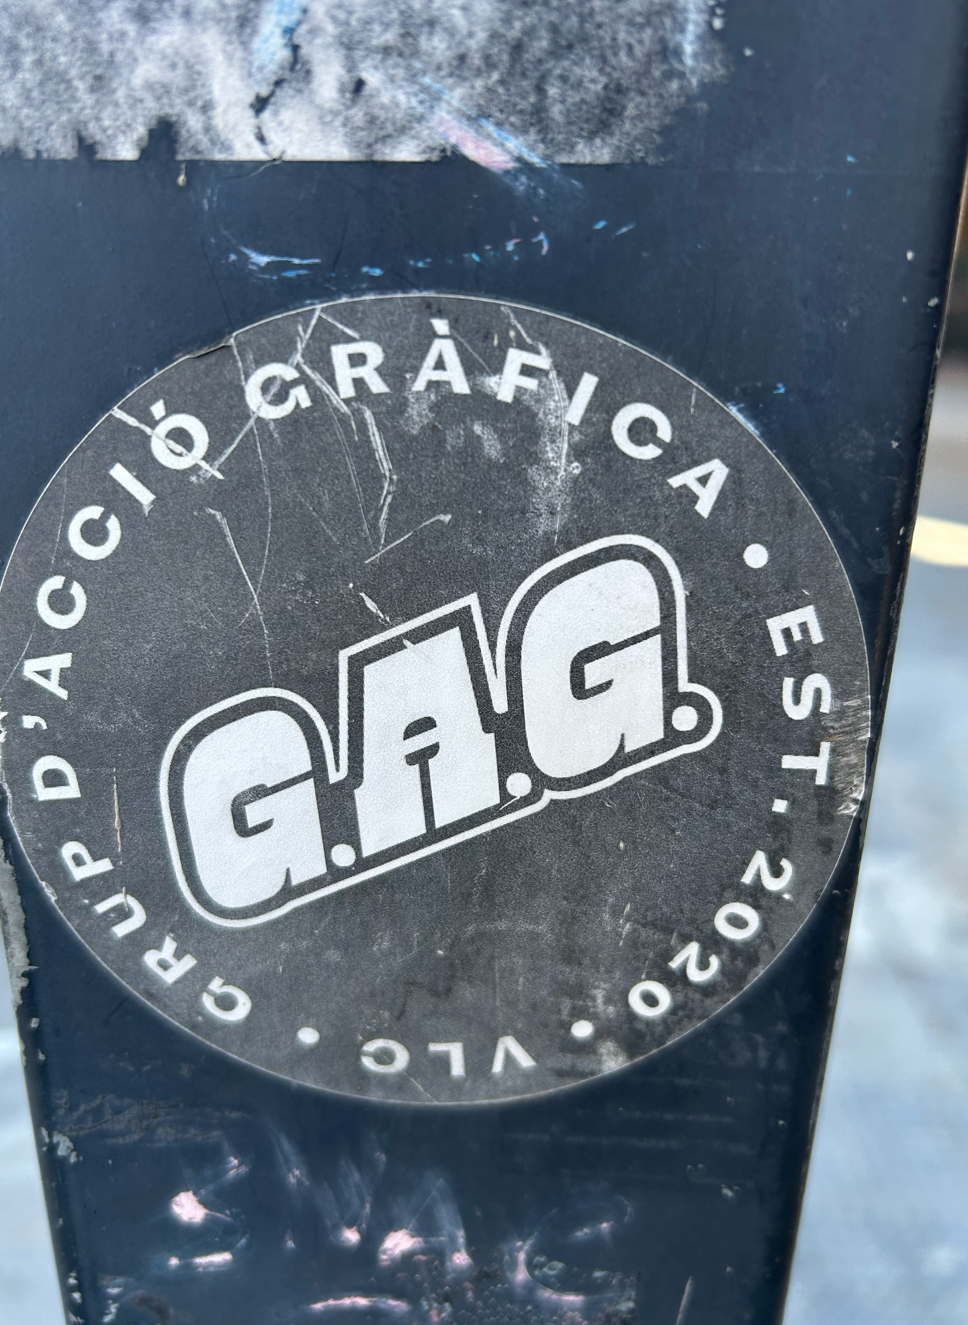 GRUP D'ACCIÓ GRÀFICA • EST. 2020 • VLC •
G.A.G.